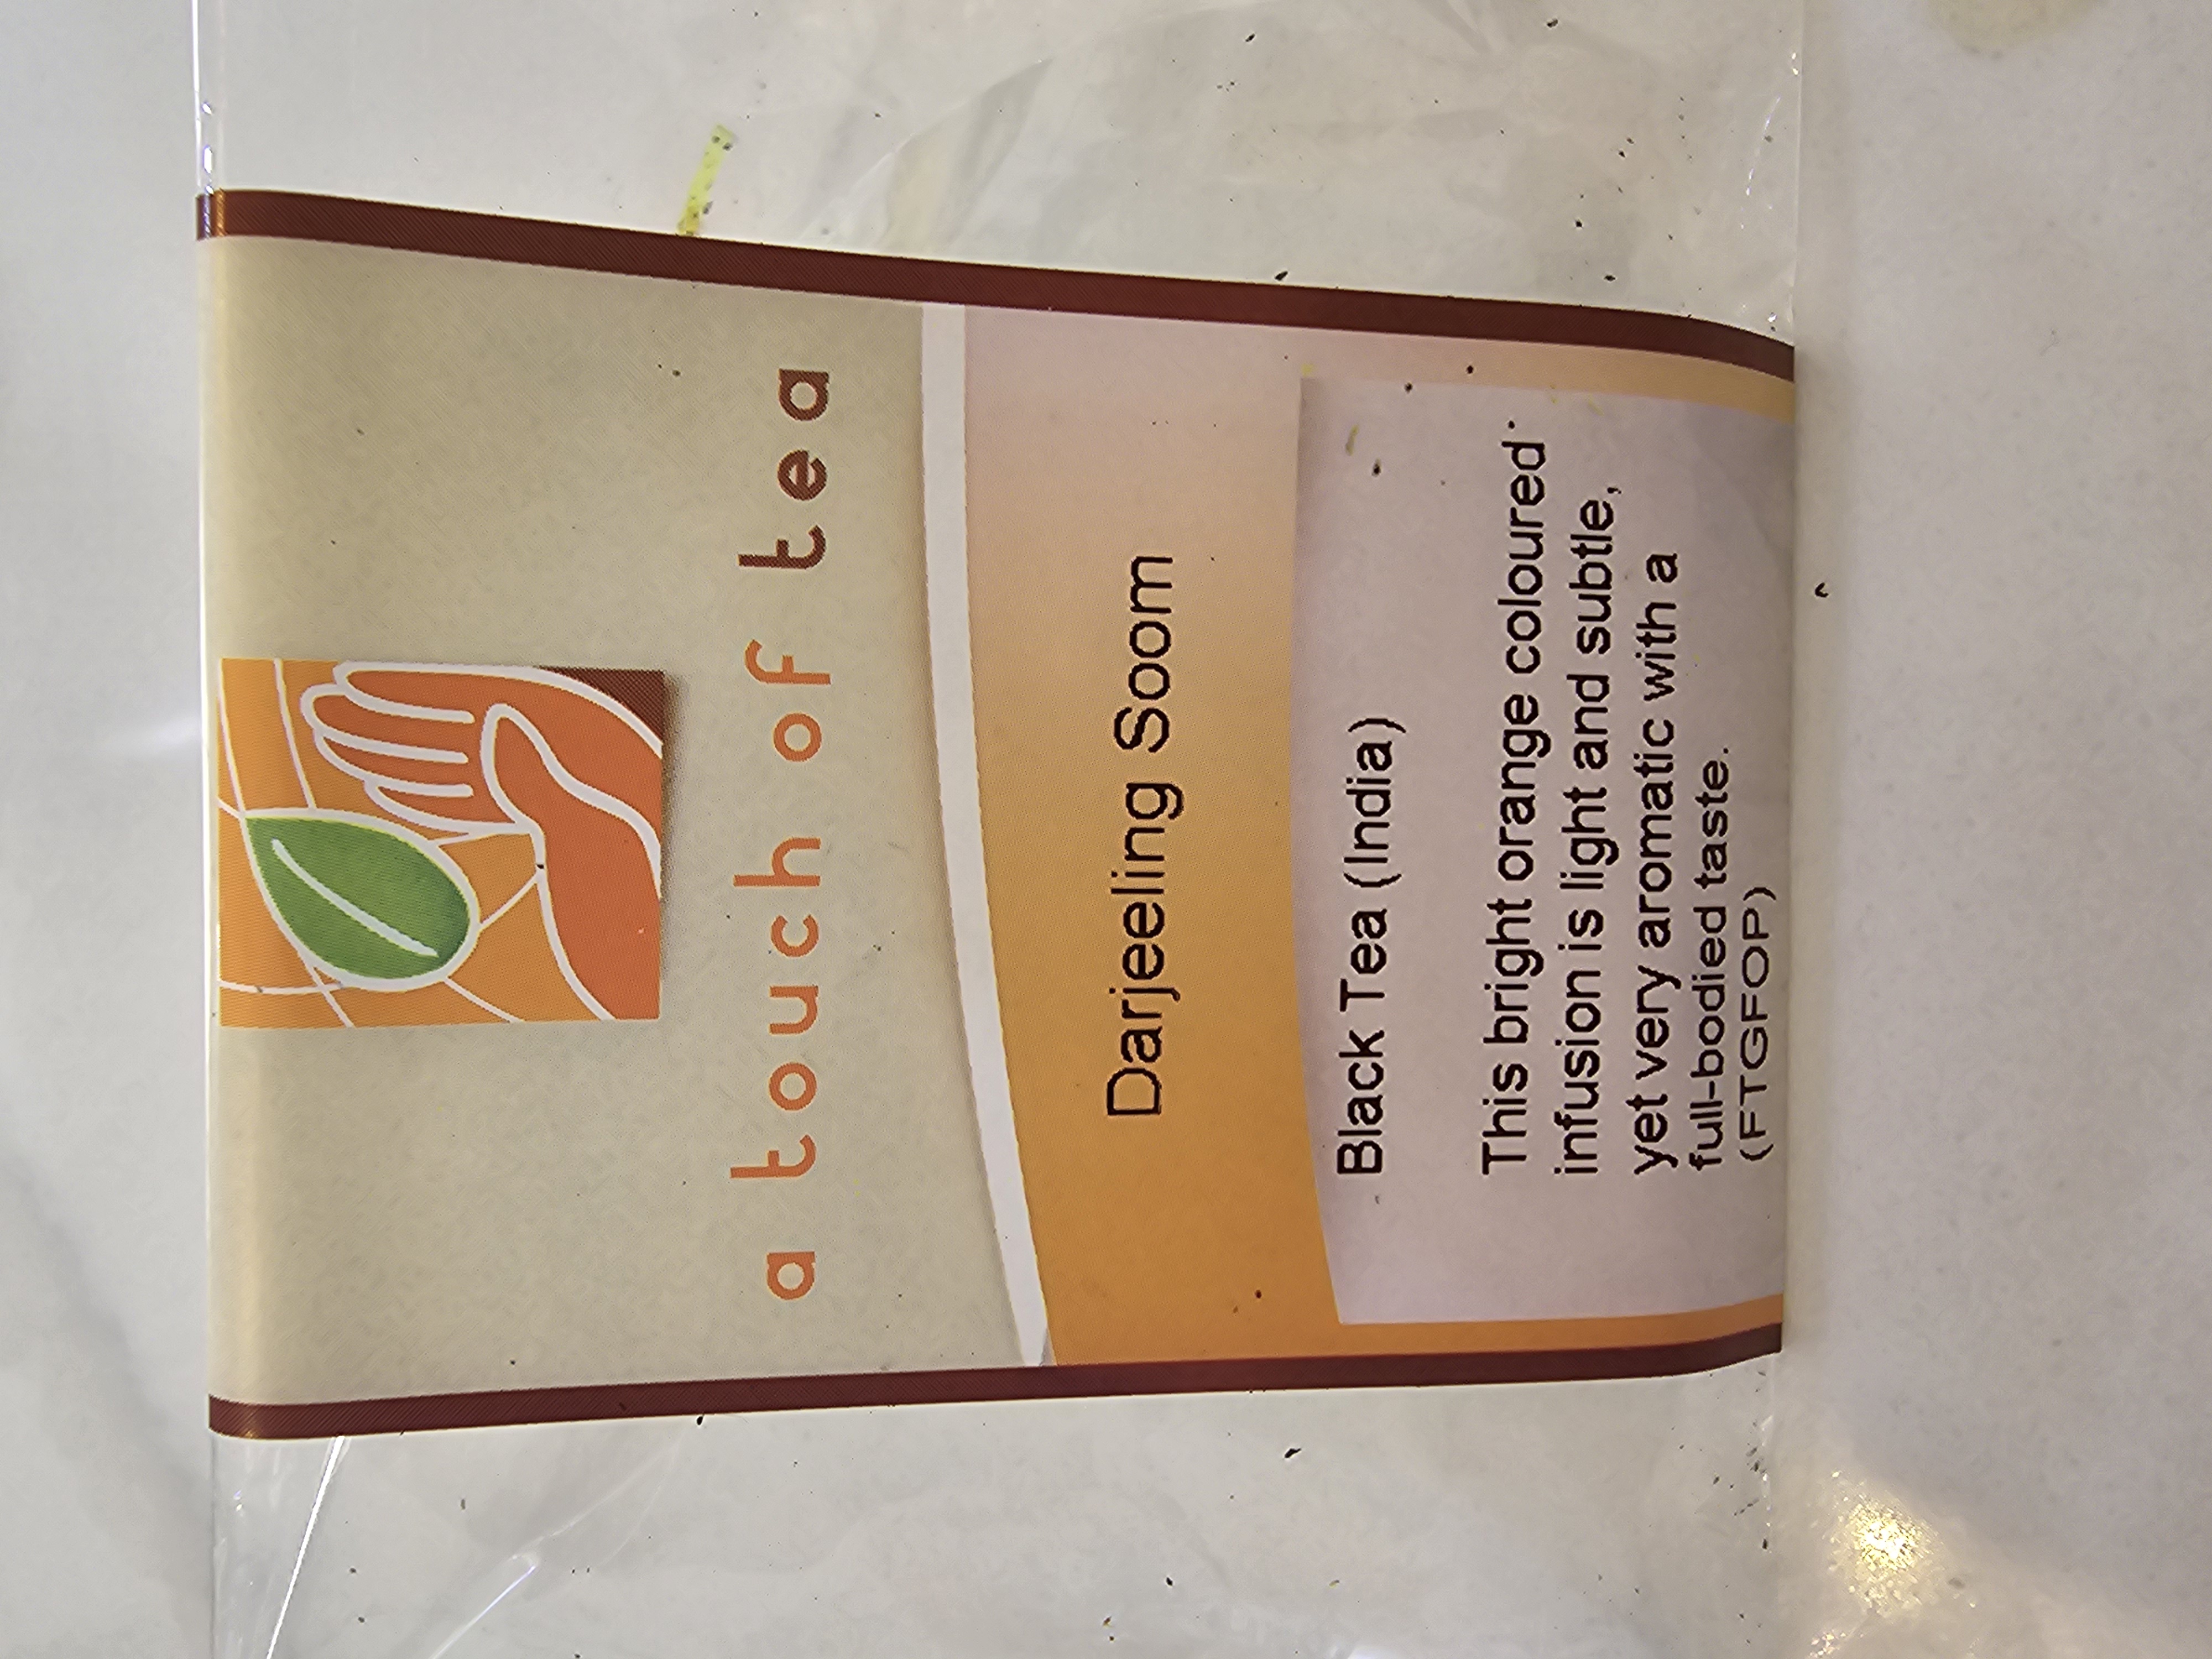 a touch of tea
Darjeeling Soom
Black Tea (India)
This bright orange coloured
infusion is light and subtle,
yet very aromatic with a
full-bodied taste.
(FTGFOP)